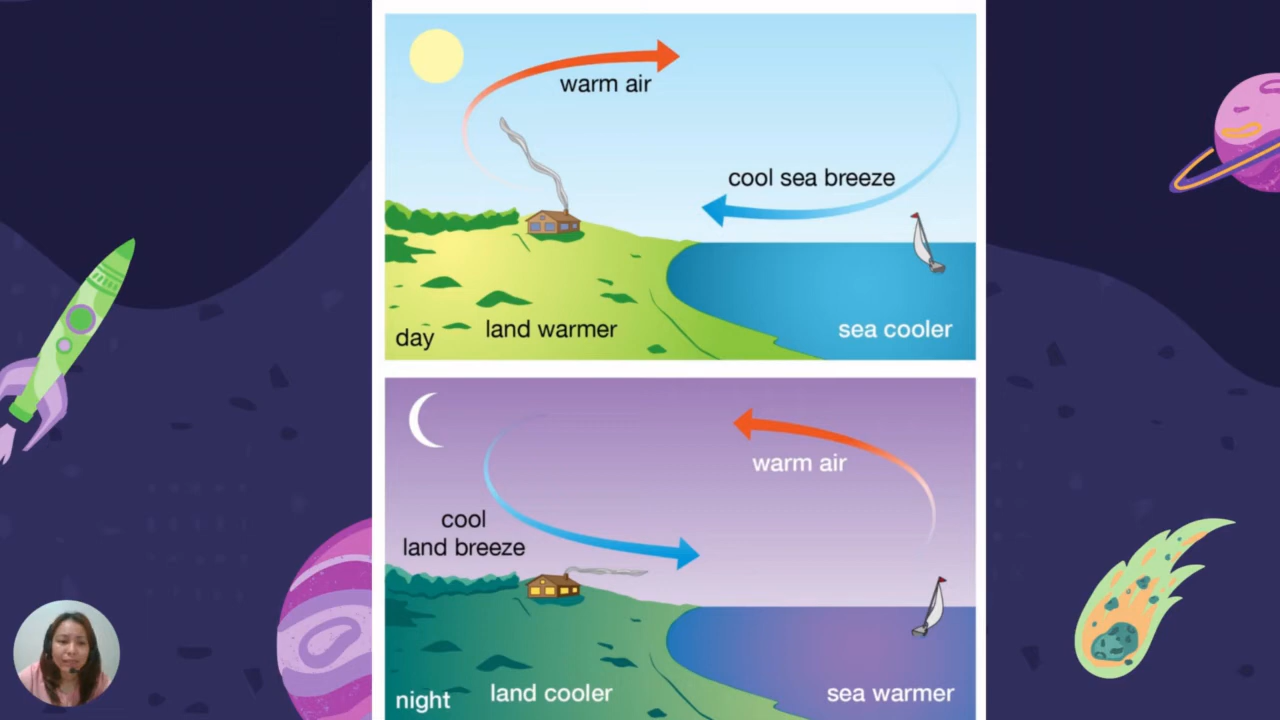 warm air
cool sea breeze
land warmer
sea cooler
day
warm air
cool
land breeze
land cooler
sea warmer
night